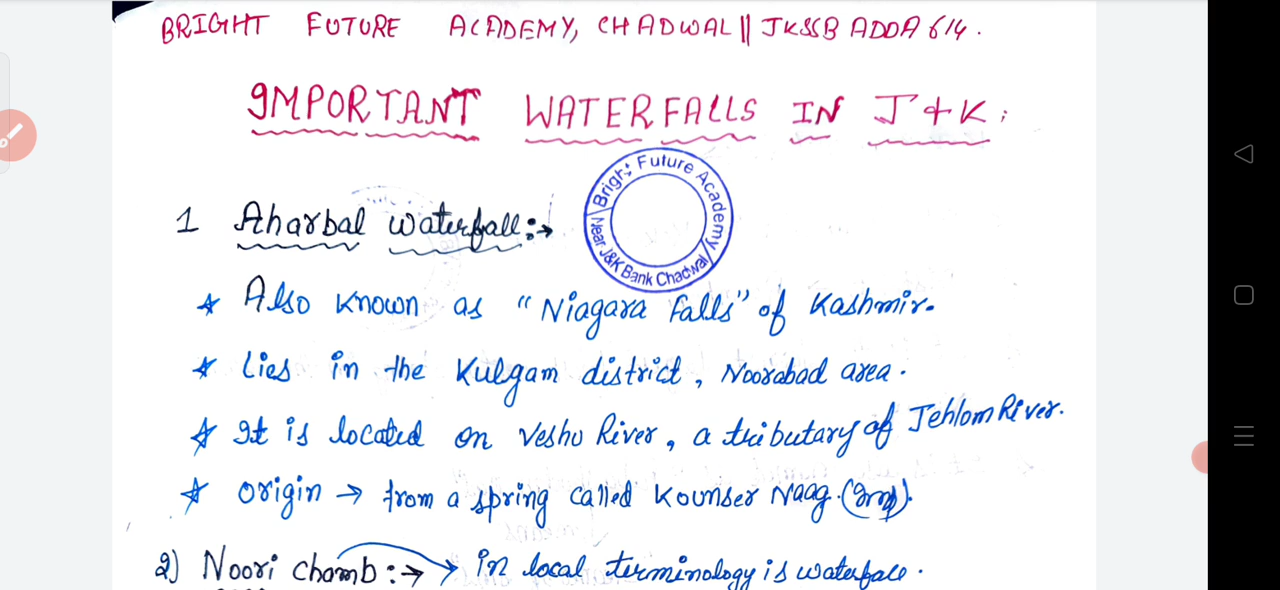 BRIGHT FUTURE ACADEMY, CHADWAL || JKSSB ADDA 614.
IMPORTANT WATERFALLS IN J&K:
Bright Future Academy
Near J&K Bank Chadwal
1 Aharbal waterfall:→
* Also known as "Niagara falls" of Kashmir.
* Lies in the Kulgam district, Noorabad area.
* It is located on Veshu River, a tributary of Jehlom River.
* origin → from a spring called Kounser Naag.
2) Noori chamb:→ → in local terminology is waterface.